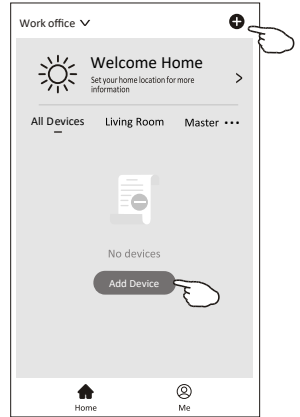 Work office
Welcome Home
Set your home location for more
information
All Devices Living Room Master
No devices
Add Device
Home Me